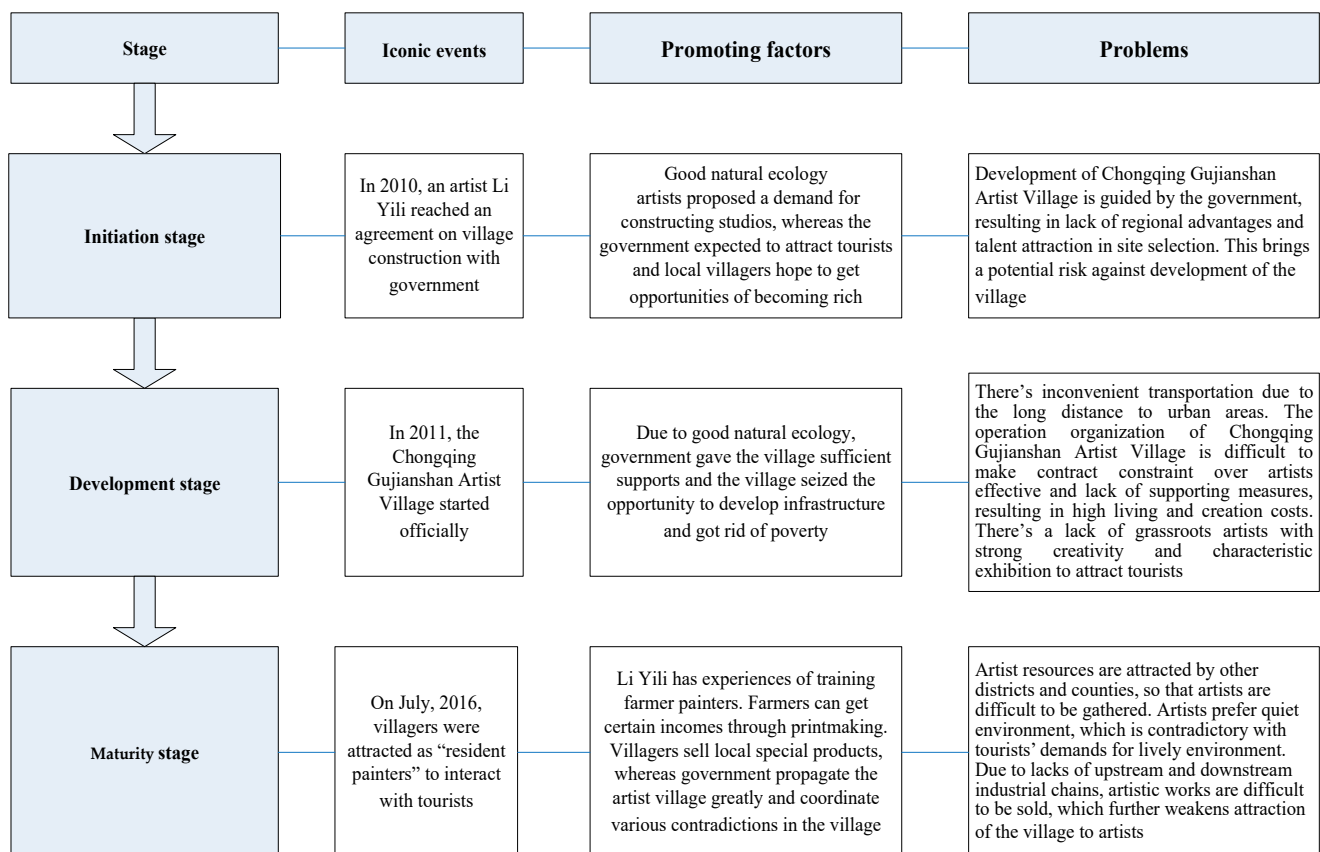 Stage
Iconic events
Promoting factors
Problems
Initiation stage
In 2010, an artist Li
Yili reached an
agreement on village
construction with
government
Good natural ecology
artists proposed a demand for
constructing studios, whereas the
government expected to attract tourists
and local villagers hope to get
opportunities of becoming rich
Development of Chongqing Gujianshan
Artist Village is guided by the government,
resulting in lack of regional advantages and
talent attraction in site selection. This brings
a potential risk against development of the
village
Development stage
In 2011, the
Chongqing
Gujianshan Artist
Village started
officially
Due to good natural ecology,
government gave the village sufficient
supports and the village seized the
opportunity to develop infrastructure
and got rid of poverty
There’s inconvenient transportation due to
the long distance to urban areas. The
operation organization of Chongqing
Gujianshan Artist Village is difficult to
make contract constraint over artists
effective and lack of supporting measures,
resulting in high living and creation costs.
There’s a lack of grassroots artists with
strong creativity and characteristic
exhibition to attract tourists
Maturity stage
On July, 2016,
villagers were
attracted as “resident
painters” to interact
with tourists
Li Yili has experiences of training
farmer painters. Farmers can get
certain incomes through printmaking.
Villagers sell local special products,
whereas government propagate the
artist village greatly and coordinate
various contradictions in the village
Artist resources are attracted by other
districts and counties, so that artists are
difficult to be gathered. Artists prefer quiet
environment, which is contradictory with
tourists’ demands for lively environment.
Due to lacks of upstream and downstream
industrial chains, artistic works are difficult
to be sold, which further weakens attraction
of the village to artists